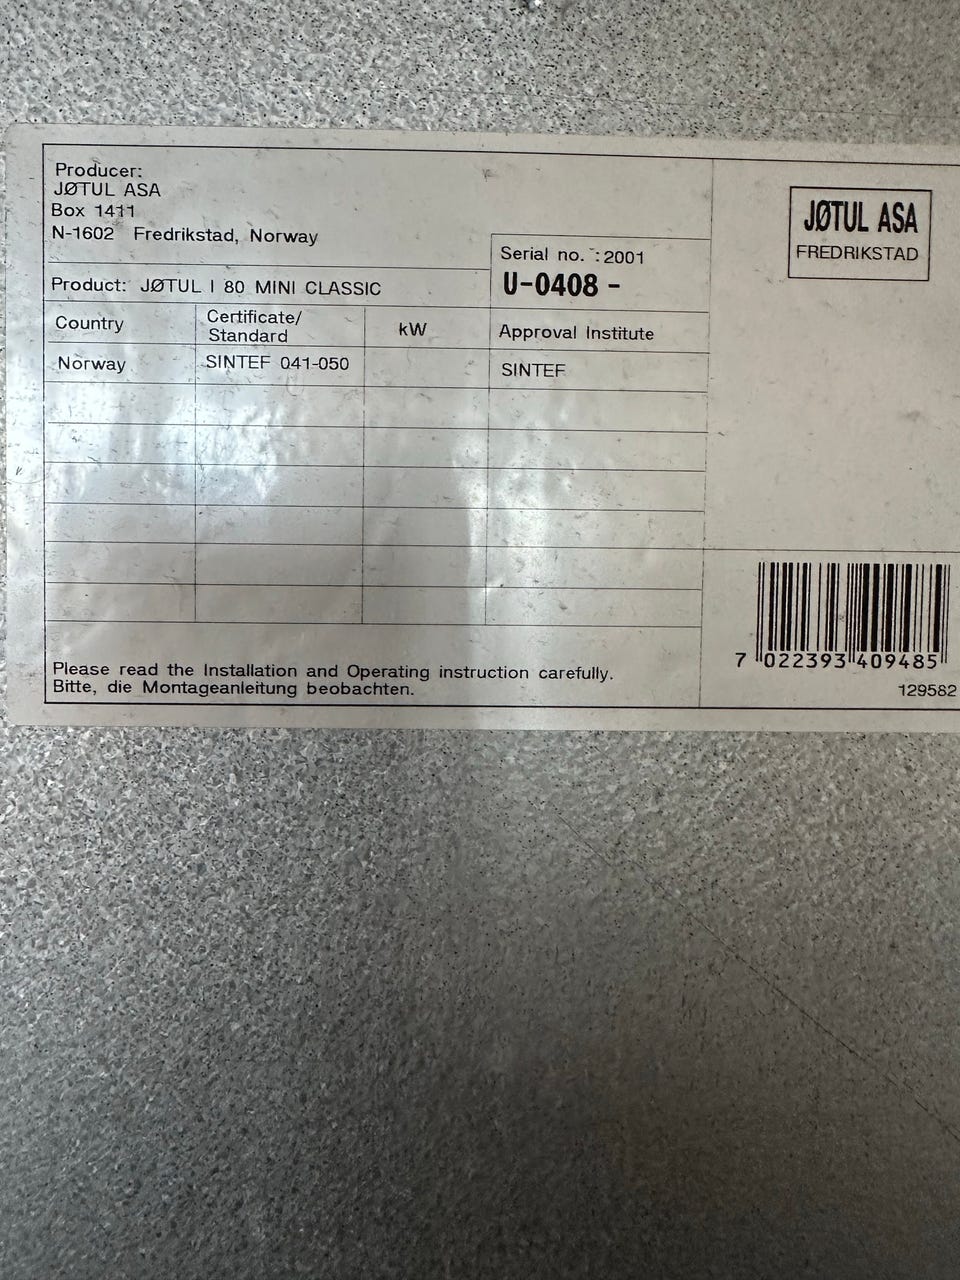 Producer:
JØTUL ASA
Box 1411
N-1602 Fredrikstad, Norway
Serial no. : 2001
U-0408 -
Product: JØTUL I 80 MINI CLASSIC
Country
Certificate/
Standard
kW
Approval Institute
Norway
SINTEF 041-050
SINTEF
Please read the Installation and Operating instruction carefully.
Bitte, die Montageanleitung beobachten.
JØTUL ASA
FREDRIKSTAD
7 022393 409485
129582